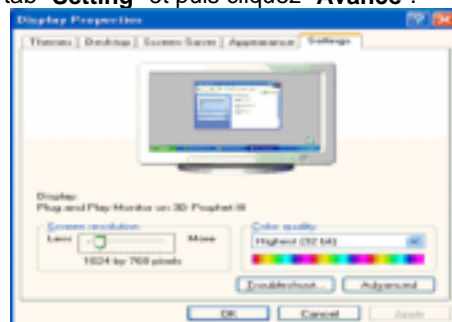 tab "Setting" et puis cliquez "Avance".
Display Properties
Themes Desktop Screen Saver Appearance Settings
Display:
Plug and Play Monitor on 3D Prophet III
Screen resolution
Less More
1024 by 768 pixels
Color quality
Highest (32 bit)
Troubleshoot... Advanced
OK Cancel Apply